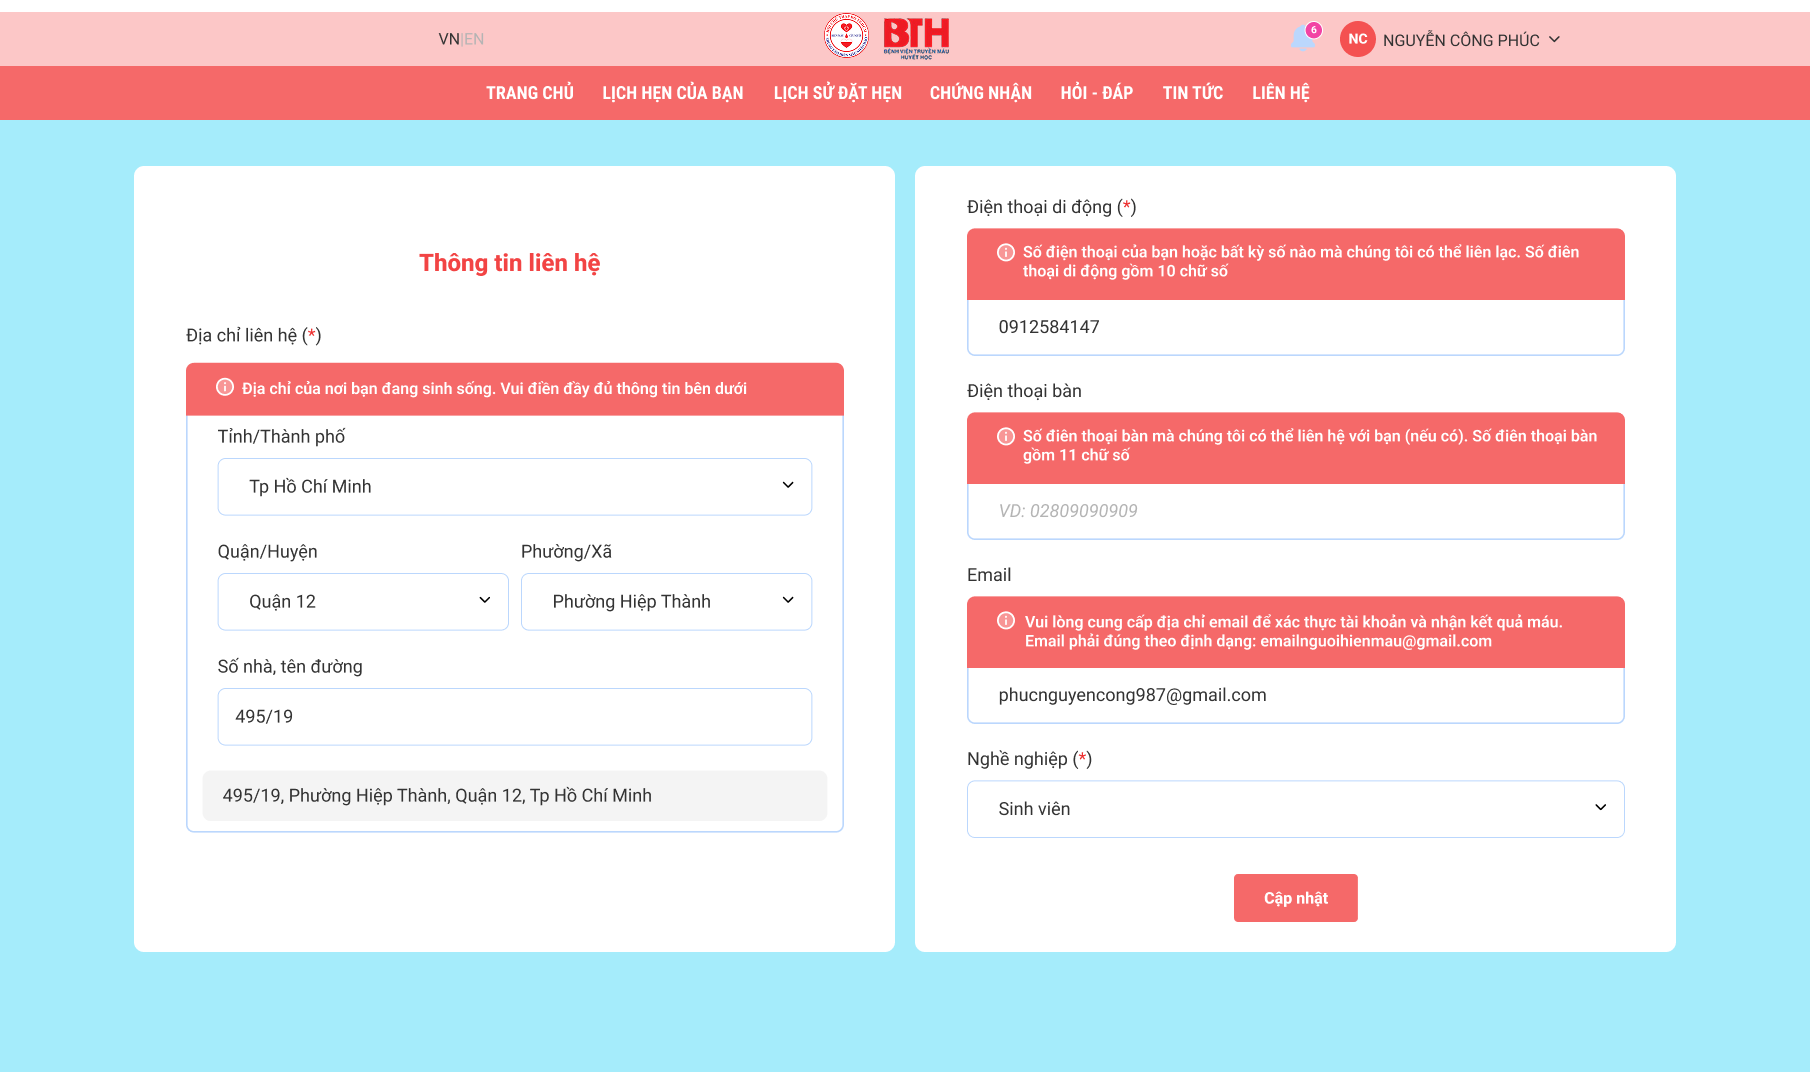 VN|EN
BTH
BỆNH VIỆN TRUYỀN MÁU
HUYẾT HỌC
6
NC
NGUYỄN CÔNG PHÚC
TRANG CHỦ
LỊCH HẸN CỦA BẠN
LỊCH SỬ ĐẶT HẸN
CHỨNG NHẬN
HỎI - ĐÁP
TIN TỨC
LIÊN HỆ
Thông tin liên hệ
Địa chỉ liên hệ (*)
Địa chỉ của nơi bạn đang sinh sống. Vui điền đầy đủ thông tin bên dưới
Tỉnh/Thành phố
Tp Hồ Chí Minh
Quận/Huyện
Phường/Xã
Quận 12
Phường Hiệp Thành
Số nhà, tên đường
495/19
495/19, Phường Hiệp Thành, Quận 12, Tp Hồ Chí Minh
Điện thoại di động (*)
Số điện thoại của bạn hoặc bất kỳ số nào mà chúng tôi có thể liên lạc. Số điên
thoại di động gồm 10 chữ số
0912584147
Điện thoại bàn
Số điên thoại bàn mà chúng tôi có thể liên hệ với bạn (nếu có). Số điên thoại bàn
gồm 11 chữ số
VD: 02809090909
Email
Vui lòng cung cấp địa chỉ email để xác thực tài khoản và nhận kết quả máu.
Email phải đúng theo định dạng: emailnguoihienmau@gmail.com
phucnguyencong987@gmail.com
Nghề nghiệp (*)
Sinh viên
Cập nhật